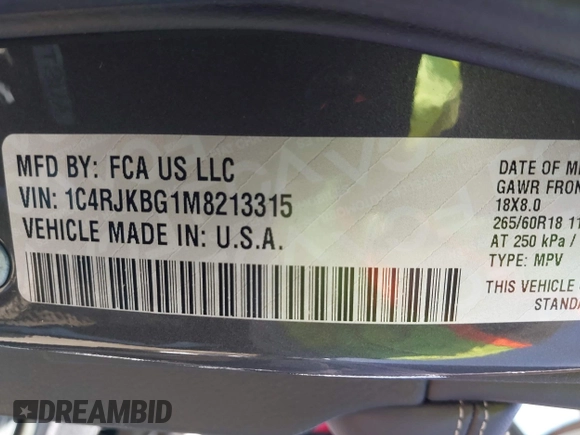 MFD BY: FCA US LLC
VIN: 1C4RJKBG1M8213315
VEHICLE MADE IN: U.S.A.
DATE OF M
GAWR FRON
18X8.0
265/60R18 11
AT 250 kPa /
TYPE: MPV
THIS VEHICLE
STANDA
DREAMBID